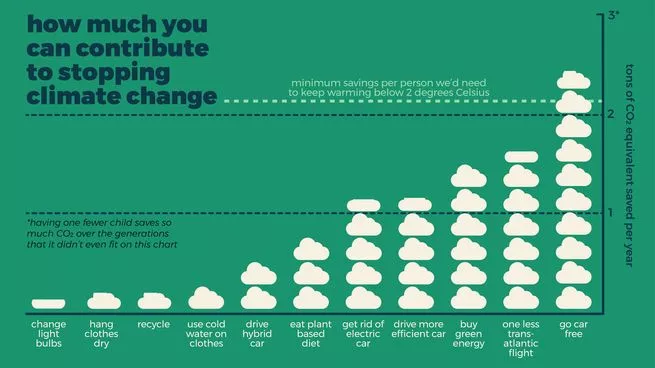 how much you
can contribute
to stopping
climate change
minimum savings per person we'd need
to keep warming below 2 degrees Celsius
3*
2
1
tons of CO₂ equivalent saved per year
*having one fewer child saves so
much CO₂ over the generations
that it didn't even fit on this chart
change
light
bulbs
hang
clothes
dry
recycle
use cold
water on
clothes
drive
hybrid
car
eat plant
based
diet
get rid of
electric
car
drive more
efficient car
buy
green
energy
one less
trans-
atlantic
flight
go car
free